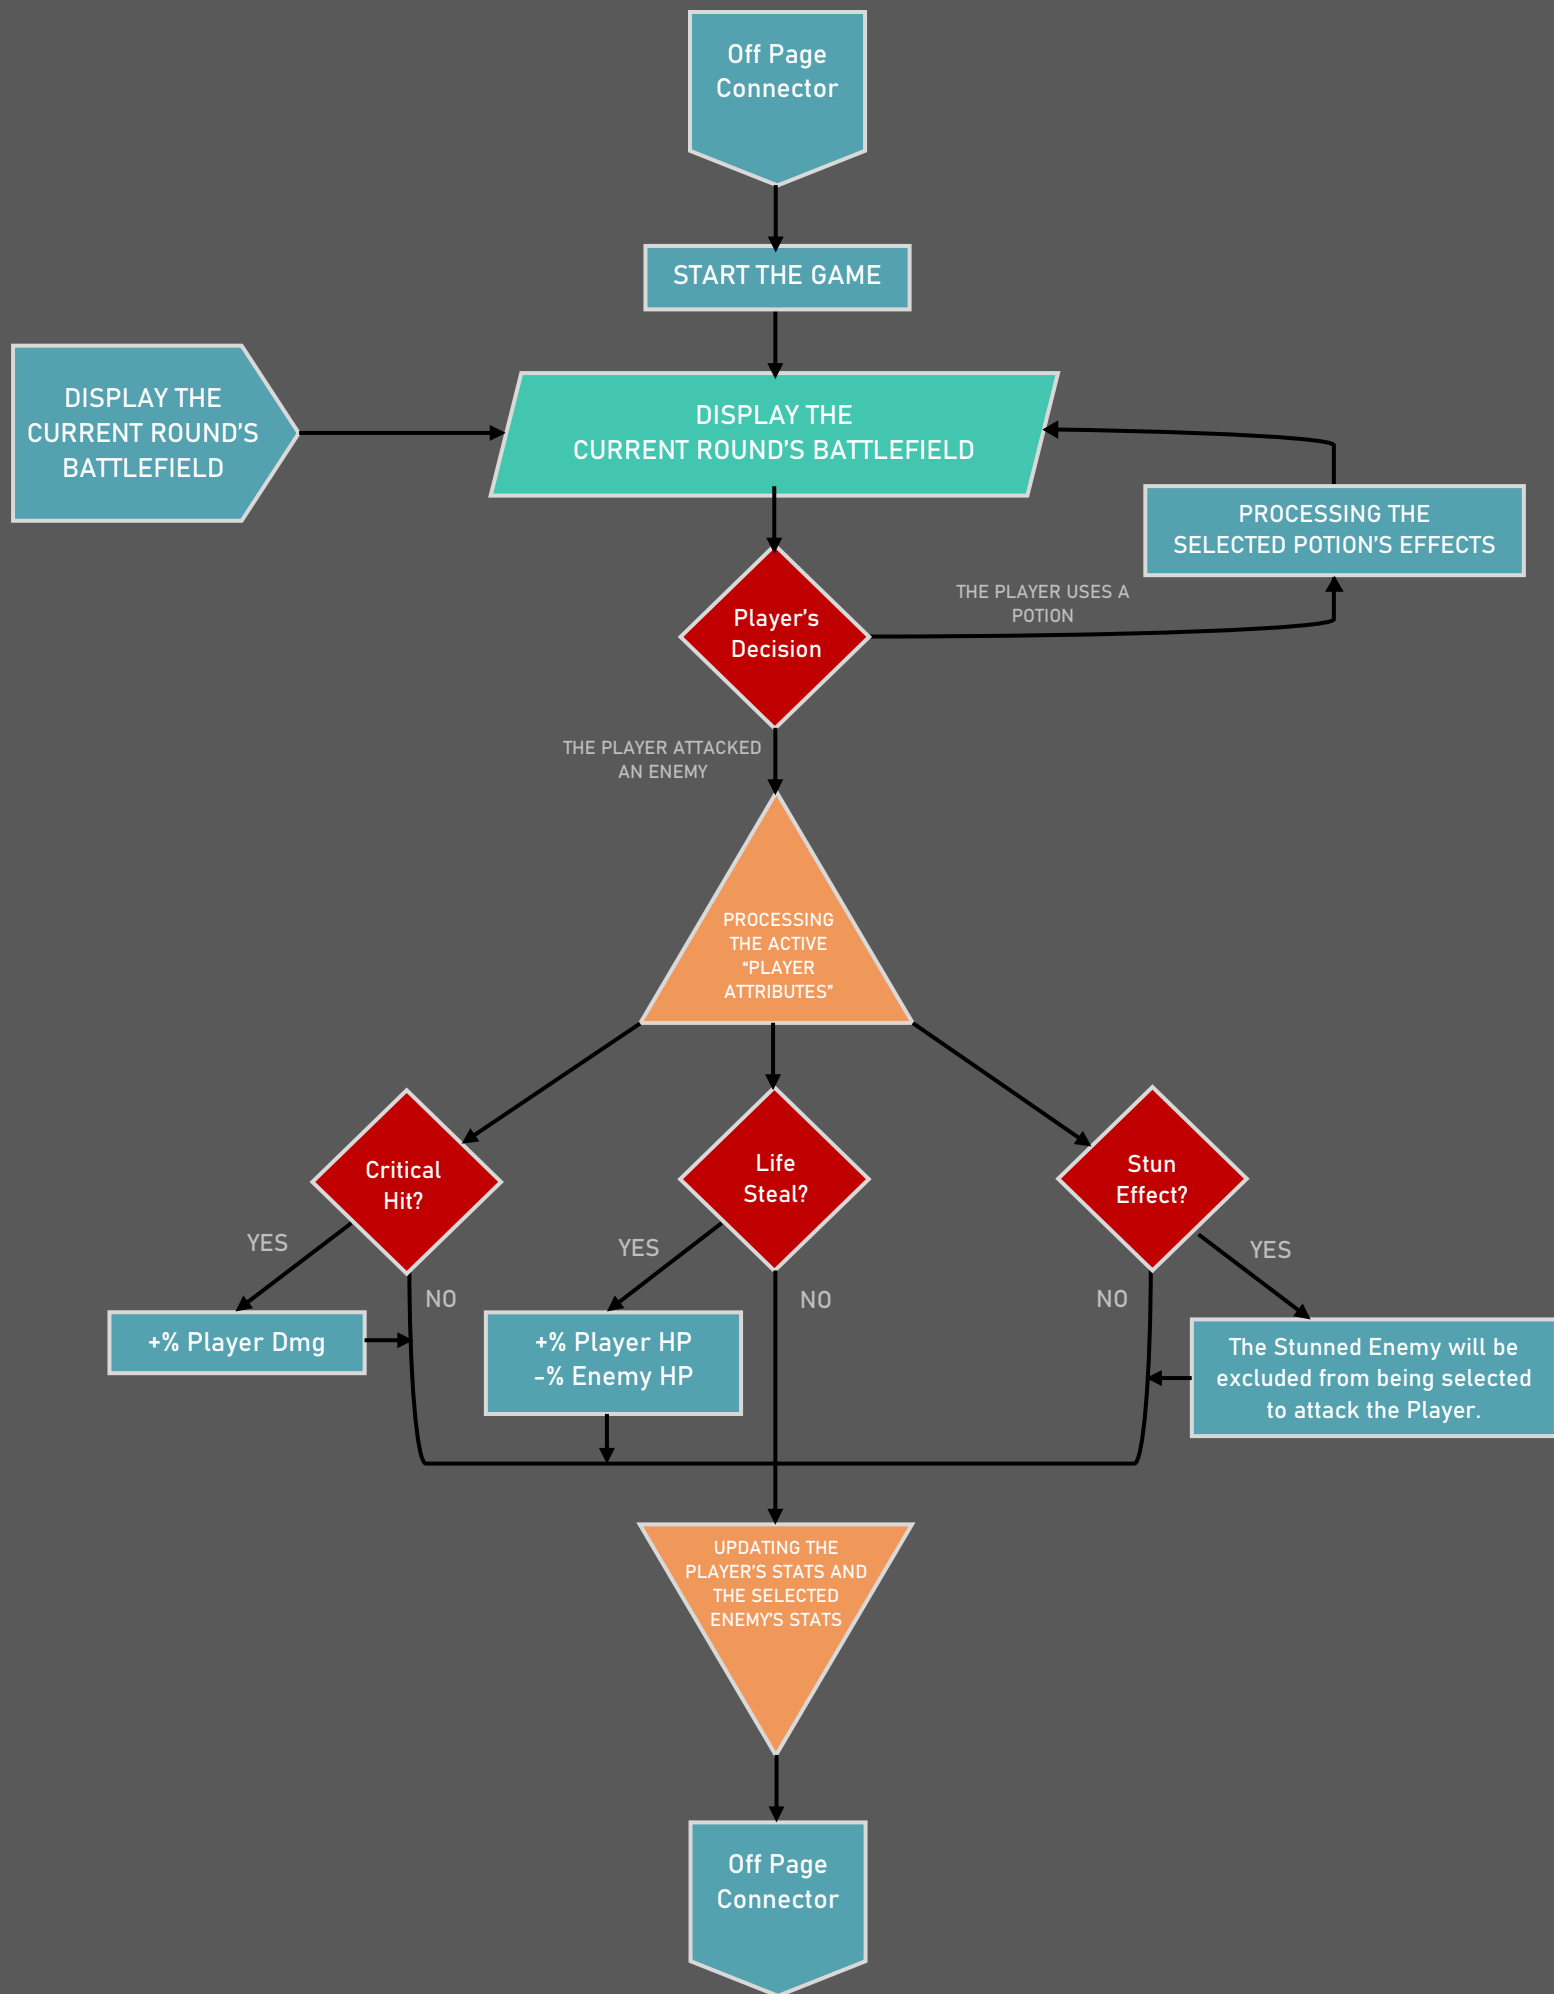 Off Page
Connector
START THE GAME
DISPLAY THE
CURRENT ROUND'S
BATTLEFIELD
DISPLAY THE
CURRENT ROUND'S BATTLEFIELD
PROCESSING THE
SELECTED POTION'S EFFECTS
THE PLAYER USES A
POTION
Player's
Decision
THE PLAYER ATTACKED
AN ENEMY
PROCESSING
THE ACTIVE
“PLAYER
ATTRIBUTES”
Critical
Hit?
Life
Steal?
Stun
Effect?
YES
YES
YES
NO
NO
NO
+% Player Dmg
+% Player HP
-% Enemy HP
The Stunned Enemy will be
excluded from being selected
to attack the Player.
UPDATING THE
PLAYER'S STATS AND
THE SELECTED
ENEMY'S STATS
Off Page
Connector